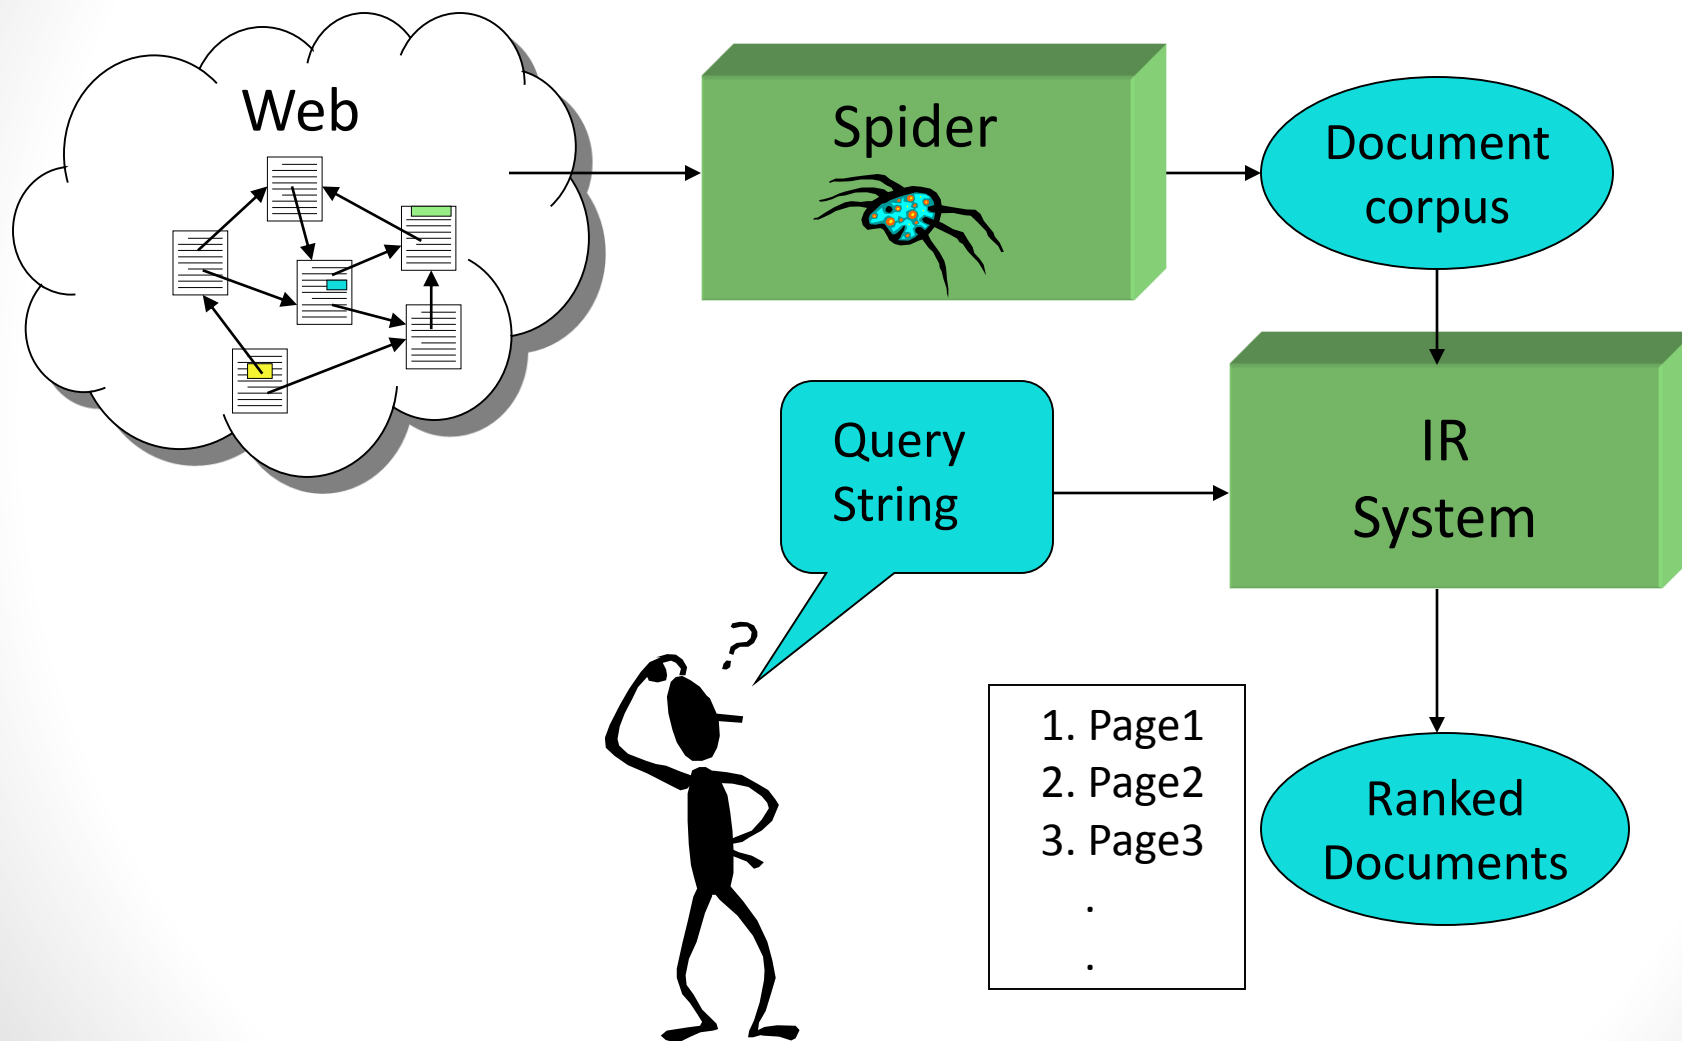 Web
Spider
Document
corpus
Query
String
IR
System
?
1. Page1
2. Page2
3. Page3
.
.
Ranked
Documents